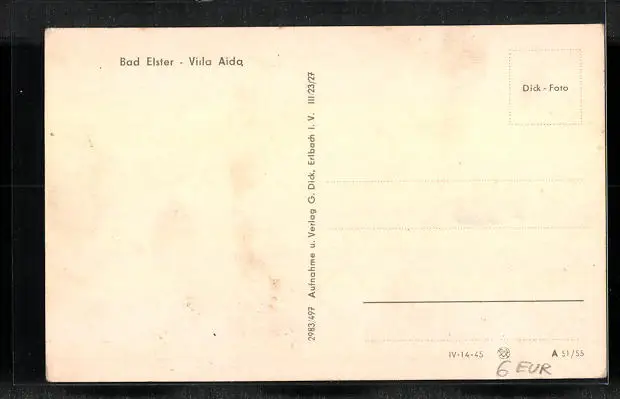 Bad Elster - Villa Aida
Dick - Foto
2983/497 Aufnahme u. Verlag G. Dick, Erlbach i. V. III/23/27
IV-14-45 A 51/55
6 EUR